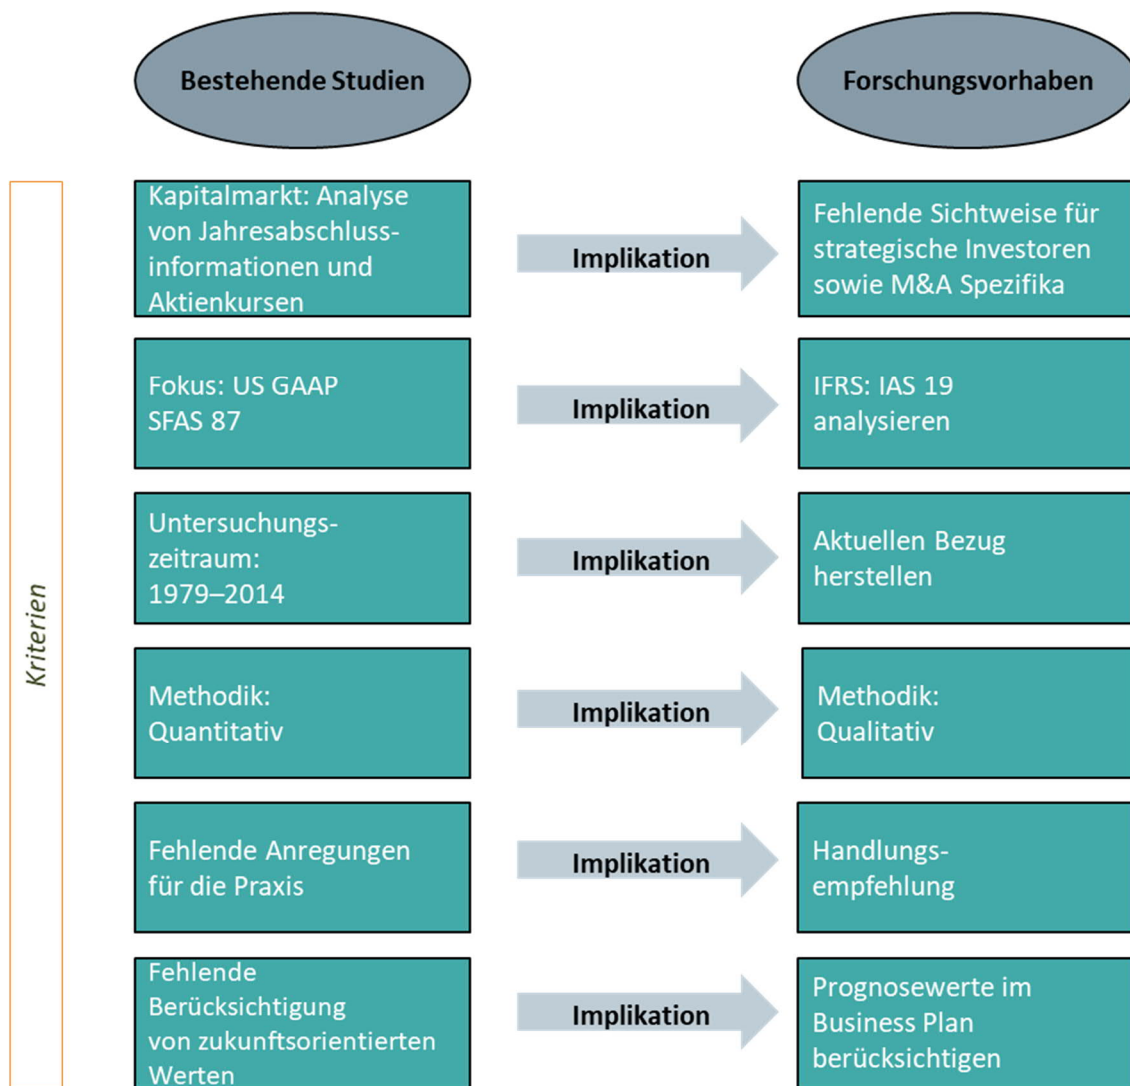 Bestehende Studien
Forschungsvorhaben
Kriterien
Kapitalmarkt: Analyse
von Jahresabschluss-
informationen und
Aktienkursen
Implikation
Fehlende Sichtweise für
strategische Investoren
sowie M&A Spezifika
Fokus: US GAAP
SFAS 87
Implikation
IFRS: IAS 19
analysieren
Untersuchungs-
zeitraum:
1979–2014
Implikation
Aktuellen Bezug
herstellen
Methodik:
Quantitativ
Implikation
Methodik:
Qualitativ
Fehlende Anregungen
für die Praxis
Implikation
Handlungs-
empfehlung
Fehlende
Berücksichtigung
von zukunftsorientierten
Werten
Implikation
Prognosewerte im
Business Plan
berücksichtigen